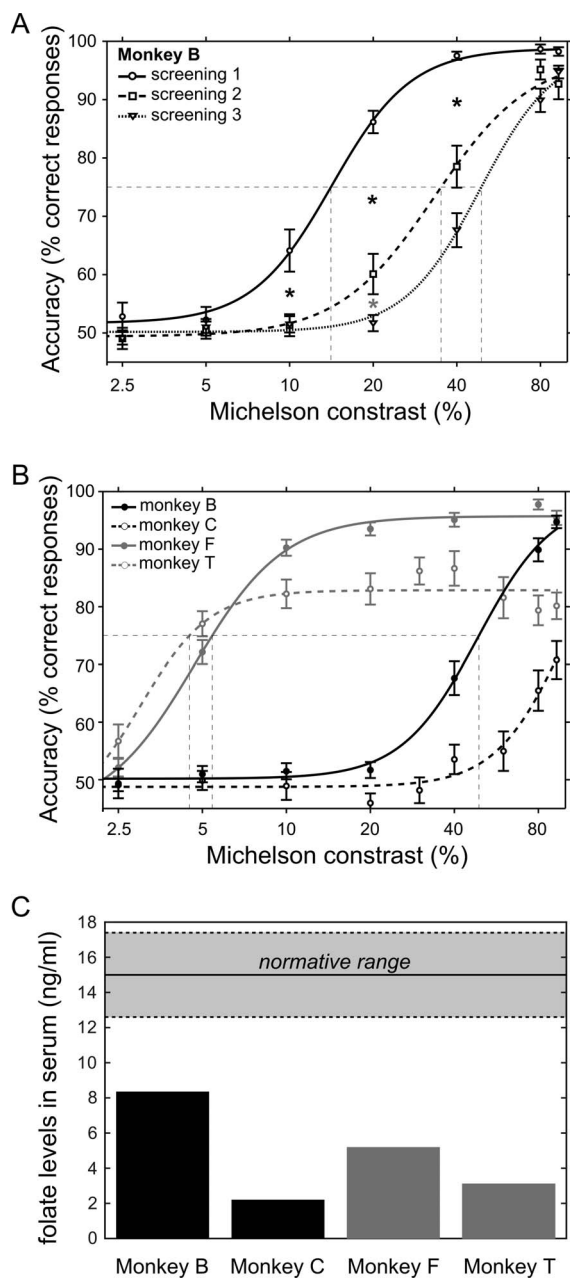 A
Monkey B
screening 1
screening 2
screening 3
Accuracy (% correct responses)
100
90
80
70
60
50
40
*
*
*
*
2.5 5 10 20 40 80
Michelson constrast (%)
B
monkey B
monkey C
monkey F
monkey T
Accuracy (% correct responses)
100
90
80
70
60
50
40
2.5 5 10 20 40 80
Michelson constrast (%)
C
folate levels in serum (ng/ml)
18
16
14
12
10
8
6
4
2
0
normative range
Monkey B Monkey C Monkey F Monkey T